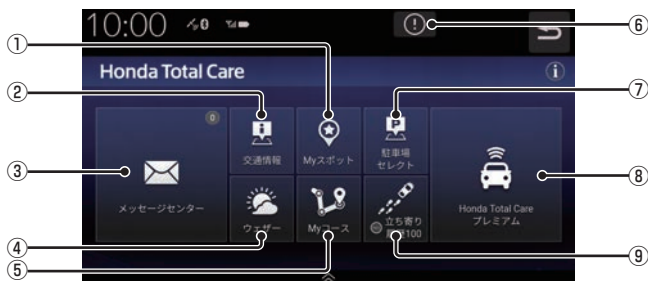 10:00
Honda Total Care
0
交通情報
Myスポット
駐車場
セレクト
メッセージセンター
ウェザー
Myコース
立ち寄り
100
Honda Total Care
プレミアム
①
②
③
④
⑤
⑥
⑦
⑧
⑨